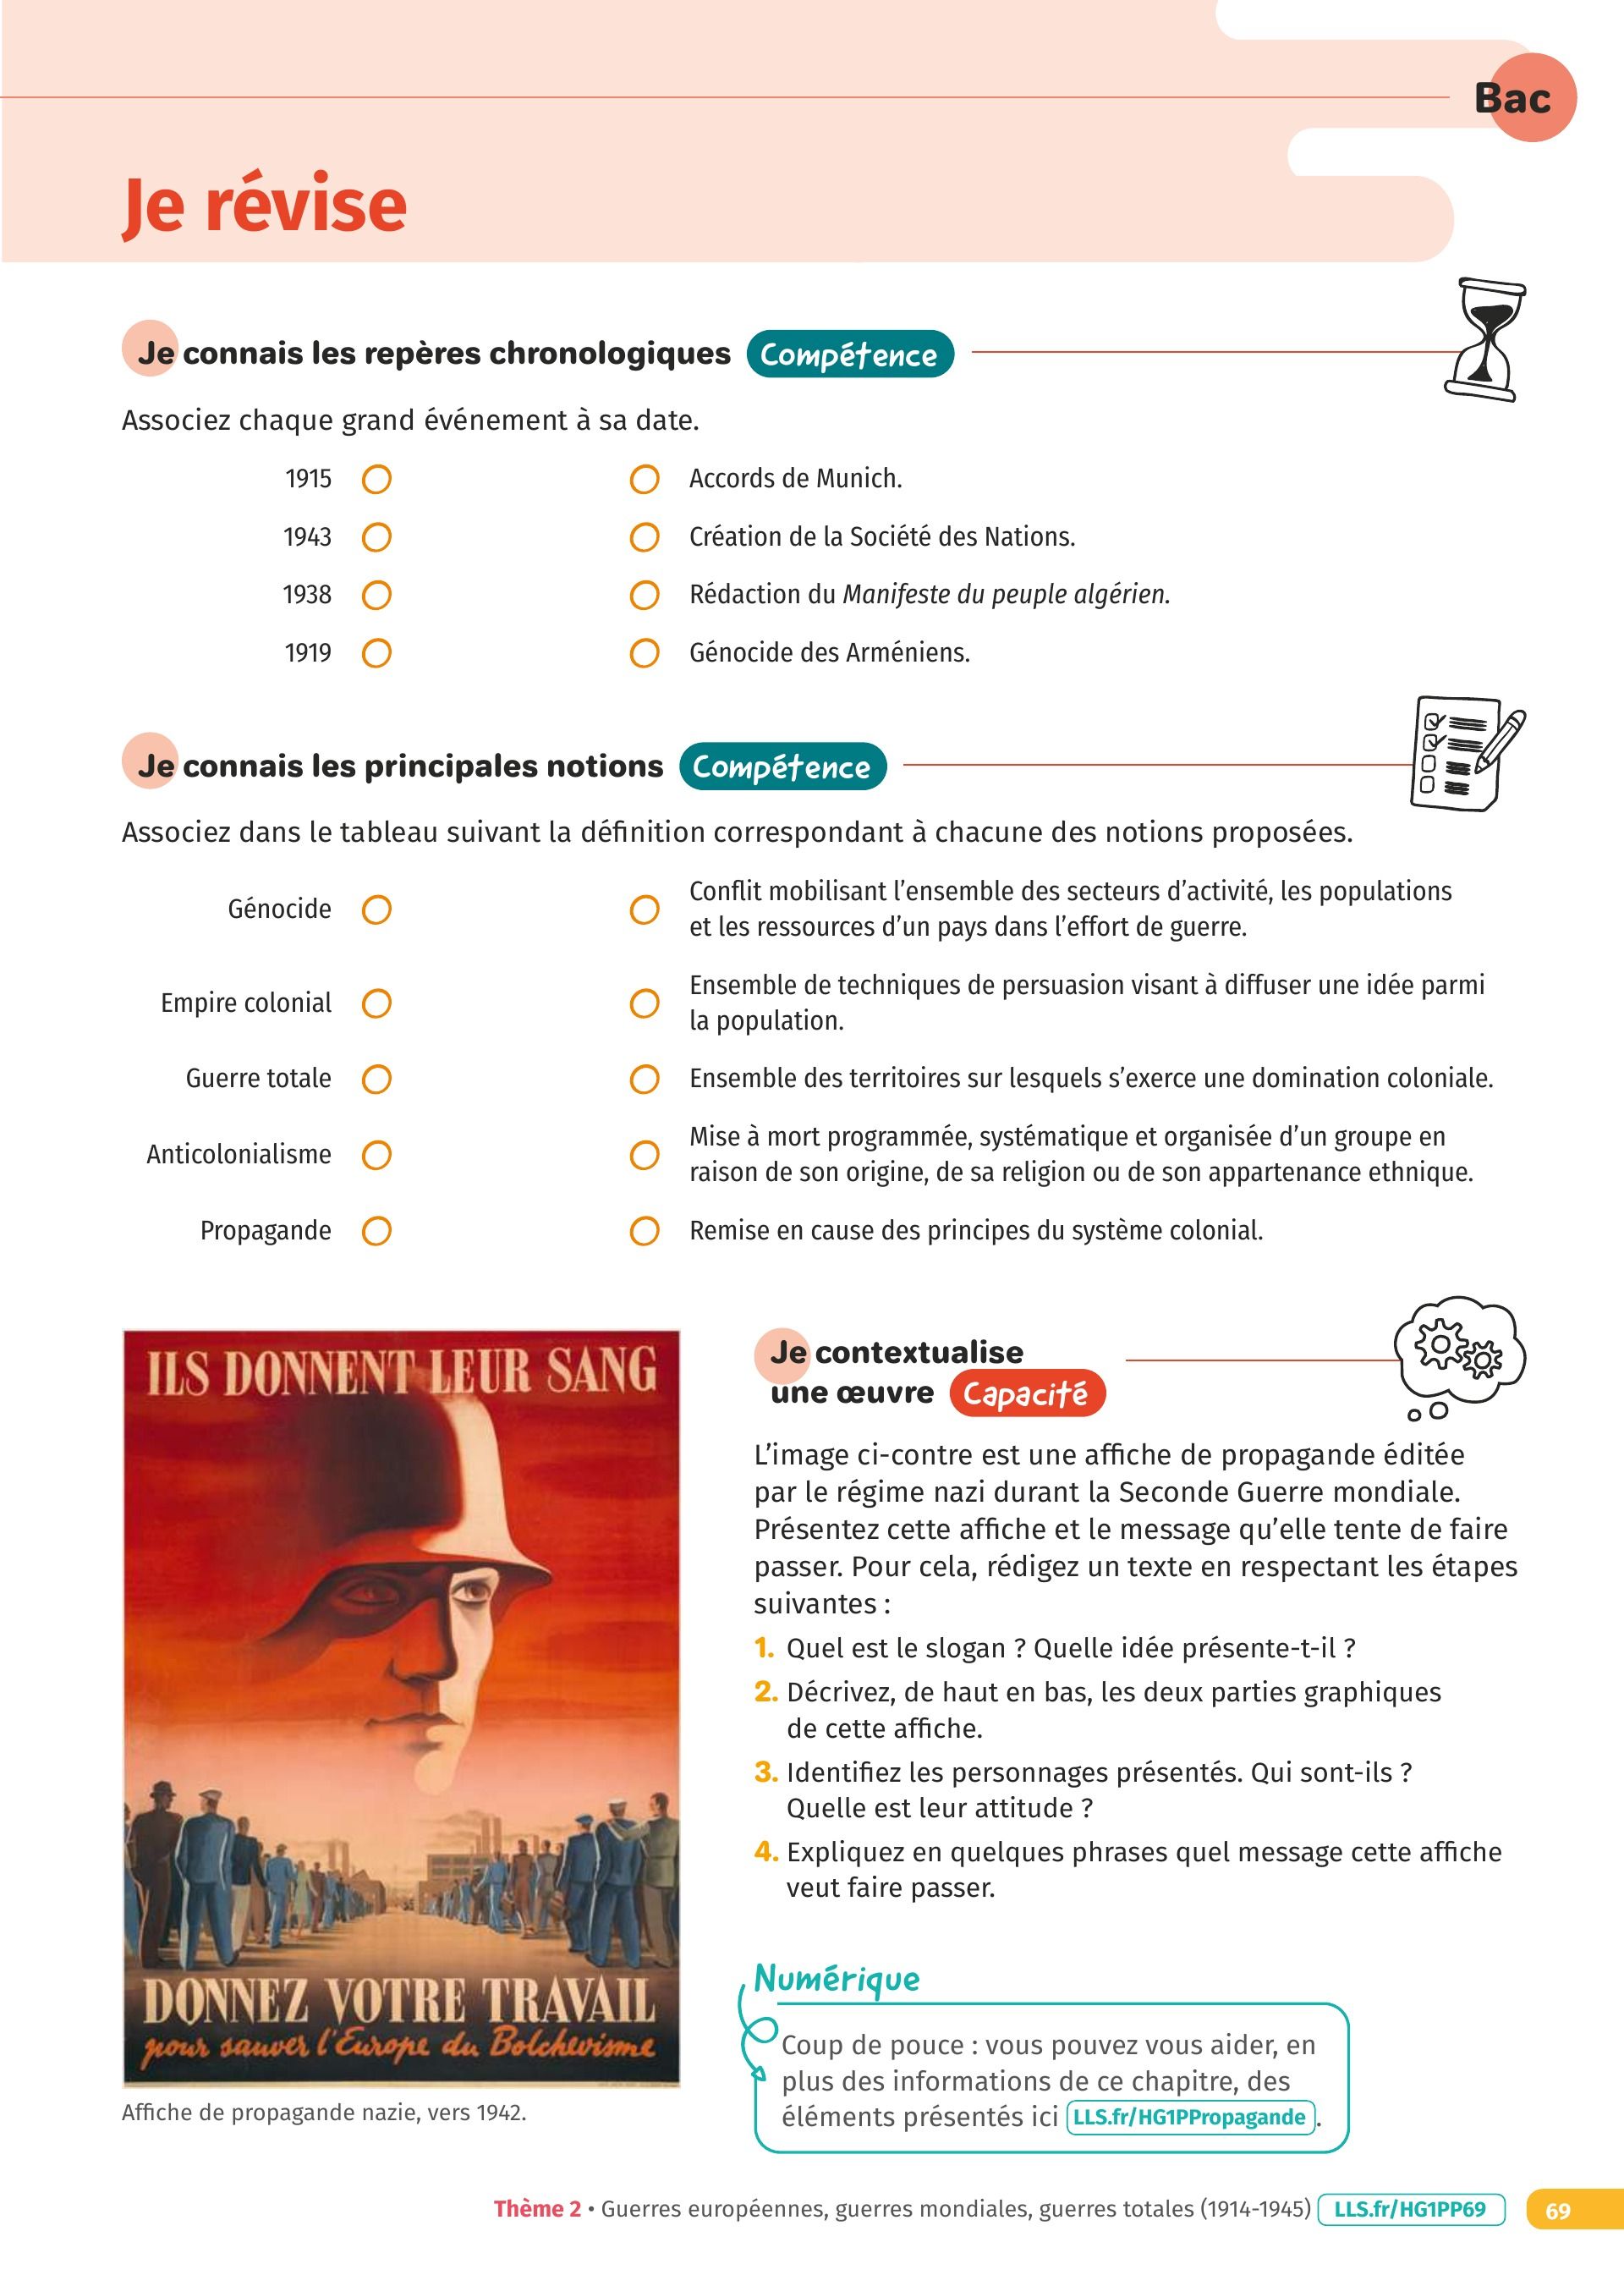 Bac
Je révise
Je connais les repères chronologiques Compétence
Associez chaque grand événement à sa date.
1915
Accords de Munich.
1943
Création de la Société des Nations.
1938
Rédaction du Manifeste du peuple algérien.
1919
Génocide des Arméniens.
Je connais les principales notions Compétence
Associez dans le tableau suivant la définition correspondant à chacune des notions proposées.
Génocide
Conflit mobilisant l’ensemble des secteurs d’activité, les populations
et les ressources d’un pays dans l’effort de guerre.
Empire colonial
Ensemble de techniques de persuasion visant à diffuser une idée parmi
la population.
Guerre totale
Ensemble des territoires sur lesquels s’exerce une domination coloniale.
Anticolonialisme
Mise à mort programmée, systématique et organisée d’un groupe en
raison de son origine, de sa religion ou de son appartenance ethnique.
Propagande
Remise en cause des principes du système colonial.
ILS DONNENT LEUR SANG
DONNEZ VOTRE TRAVAIL
pour sauver l’Europe du Bolchevisme
Affiche de propagande nazie, vers 1942.
Je contextualise
une œuvre Capacité
L’image ci-contre est une affiche de propagande éditée
par le régime nazi durant la Seconde Guerre mondiale.
Présentez cette affiche et le message qu’elle tente de faire
passer. Pour cela, rédigez un texte en respectant les étapes
suivantes :
1. Quel est le slogan ? Quelle idée présente-t-il ?
2. Décrivez, de haut en bas, les deux parties graphiques
de cette affiche.
3. Identifiez les personnages présentés. Qui sont-ils ?
Quelle est leur attitude ?
4. Expliquez en quelques phrases quel message cette affiche
veut faire passer.
Numérique
Coup de pouce : vous pouvez vous aider, en
plus des informations de ce chapitre, des
éléments présentés ici LLS.fr/HG1PPropagande.
Thème 2 • Guerres européennes, guerres mondiales, guerres totales (1914-1945) LLS.fr/HG1PP69 69